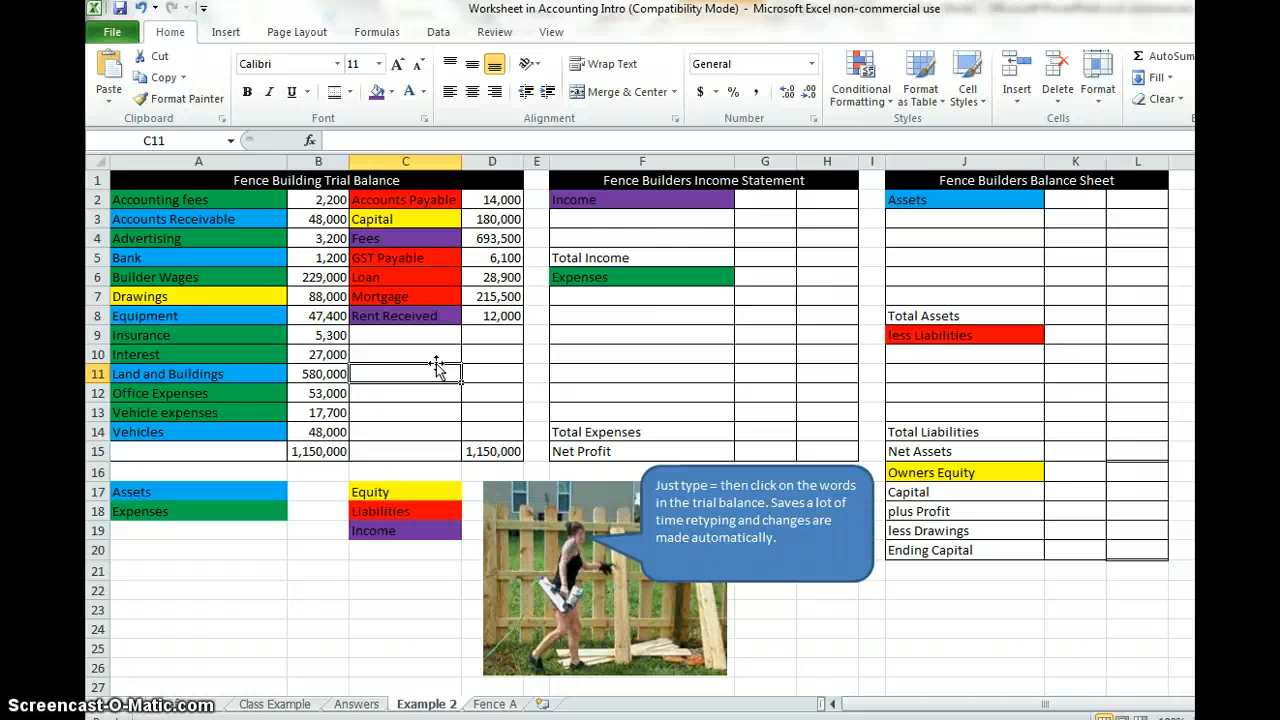 Worksheet in Accounting Intro (Compatibility Mode) - Microsoft Excel non-commercial use
File Home Insert Page Layout Formulas Data Review View
Cut
Copy
Format Painter
Paste
Clipboard
Calibri 11
B I U
Font
Wrap Text
Merge & Center
Alignment
General
$ % ,
Number
Conditional Formatting
Format as Table
Cell Styles
Styles
Insert Delete Format
Cells
AutoSum
Fill
Clear
C11 fx
A B C D E F G H I J K L
1 Fence Building Trial Balance Fence Builders Income Statement Fence Builders Balance Sheet
2 Accounting fees 2,200 Accounts Payable 14,000 Income Assets
3 Accounts Receivable 48,000 Capital 180,000
4 Advertising 3,200 Fees 693,500
5 Bank 1,200 GST Payable 6,100 Total Income
6 Builder Wages 229,000 Loan 28,900 Expenses
7 Drawings 88,000 Mortgage 215,500
8 Equipment 47,400 Rent Received 12,000 Total Assets
9 Insurance 5,300 less Liabilities
10 Interest 27,000
11 Land and Buildings 580,000
12 Office Expenses 53,000
13 Vehicle expenses 17,700
14 Vehicles 48,000 Total Expenses Total Liabilities
15 1,150,000 1,150,000 Net Profit Net Assets
16 Owners Equity
17 Assets Equity Capital
18 Expenses Liabilities plus Profit
19 Income less Drawings
20 Ending Capital
21
22
23
24
25
26
27
Just type = then click on the words
in the trial balance. Saves a lot of
time retyping and changes are
made automatically.
Class Example Answers Example 2 Fence A
Screencast-O-Matic.com